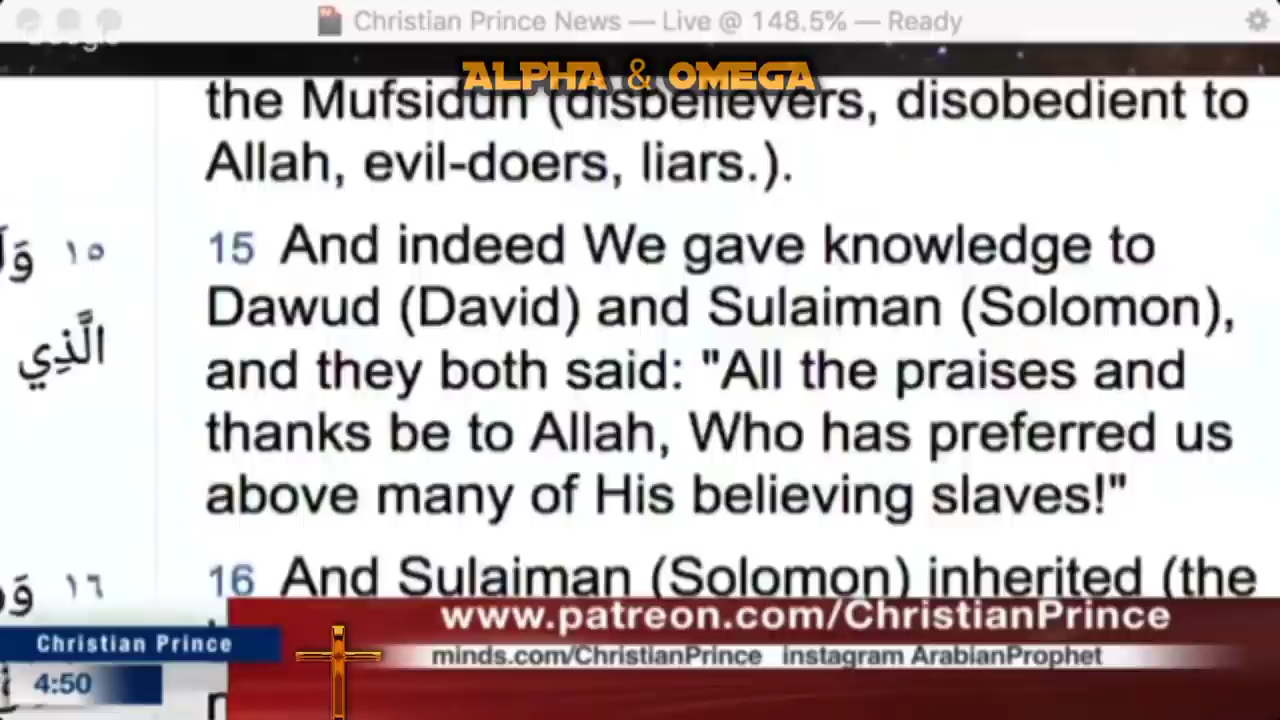 Christian Prince News — Live @ 148.5% — Ready
ALPHA & OMEGA
the Mufsidun (disbelievers, disobedient to
Allah, evil-doers, liars.).
١٥
الَّذِي
15 And indeed We gave knowledge to
Dawud (David) and Sulaiman (Solomon),
and they both said: "All the praises and
thanks be to Allah, Who has preferred us
above many of His believing slaves!"
١٦
16 And Sulaiman (Solomon) inherited (the
www.patreon.com/ChristianPrince
Christian Prince
minds.com/ChristianPrince instagram ArabianProphet
4:50